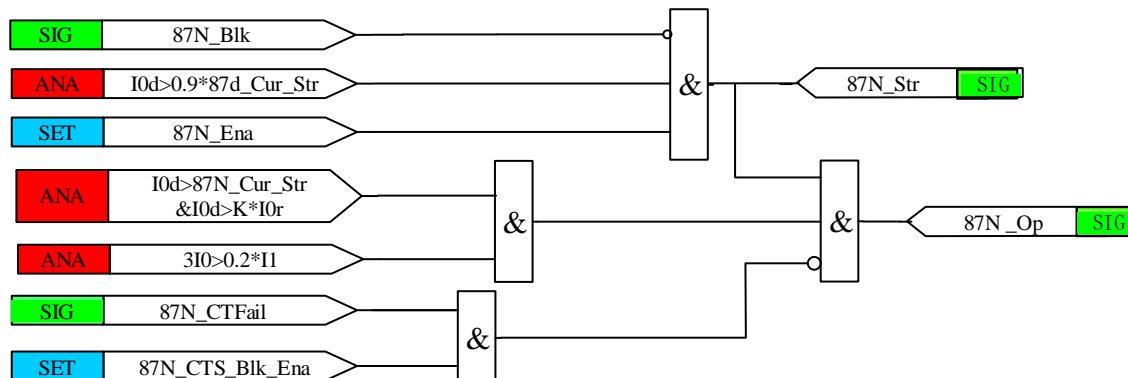 SIG 87N_Blk
&
ANA I0d>0.9*87d_Cur_Str
87N_Str SIG
SET 87N_Ena
ANA I0d>87N_Cur_Str
&I0d>K*I0r
&
&
87N _Op SIG
ANA 3I0>0.2*I1
SIG 87N_CTFail
&
SET 87N_CTS_Blk_Ena